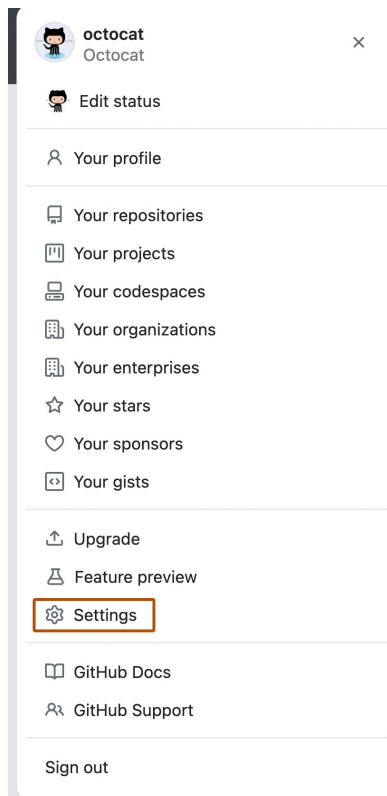 octocat
Octocat
Edit status
Your profile
Your repositories
Your projects
Your codespaces
Your organizations
Your enterprises
Your stars
Your sponsors
Your gists
Upgrade
Feature preview
Settings
GitHub Docs
GitHub Support
Sign out